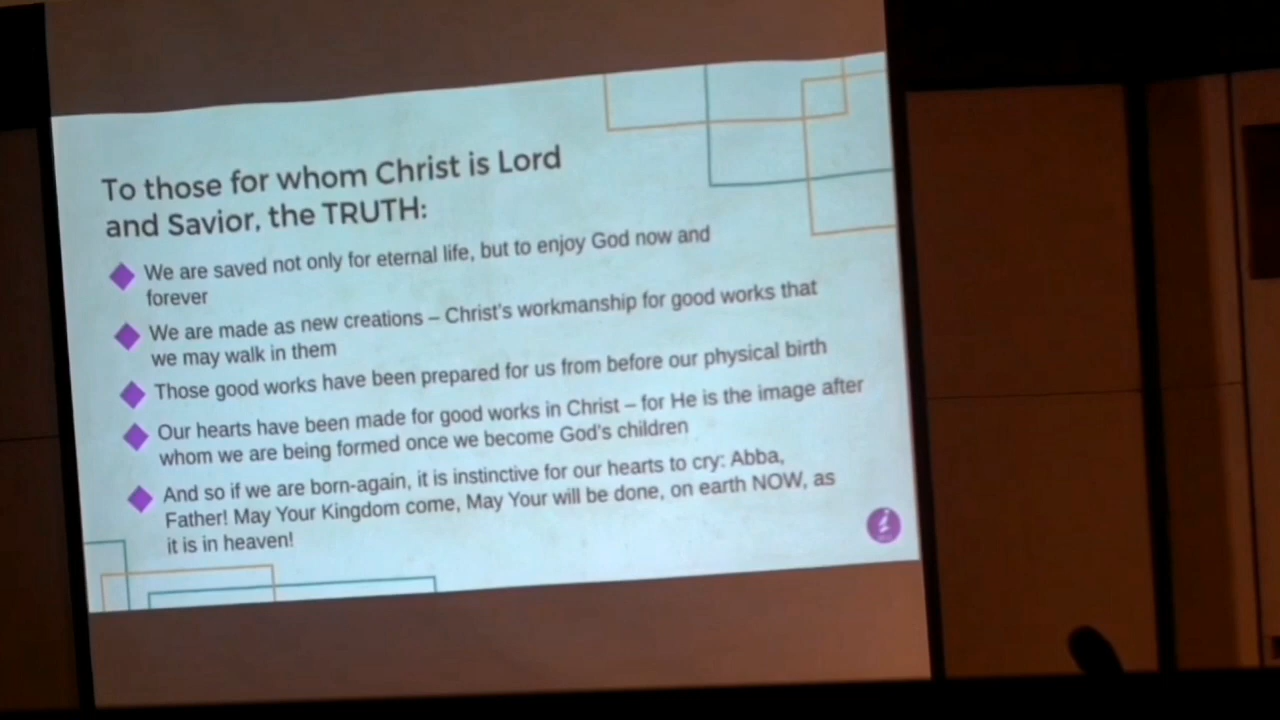 To those for whom Christ is Lord
and Savior, the TRUTH:
We are saved not only for eternal life, but to enjoy God now and
forever
We are made as new creations – Christ's workmanship for good works that
we may walk in them
Those good works have been prepared for us from before our physical birth
Our hearts have been made for good works in Christ – for He is the image after
whom we are being formed once we become God's children
And so if we are born-again, it is instinctive for our hearts to cry: Abba,
Father! May Your Kingdom come, May Your will be done, on earth NOW, as
it is in heaven!